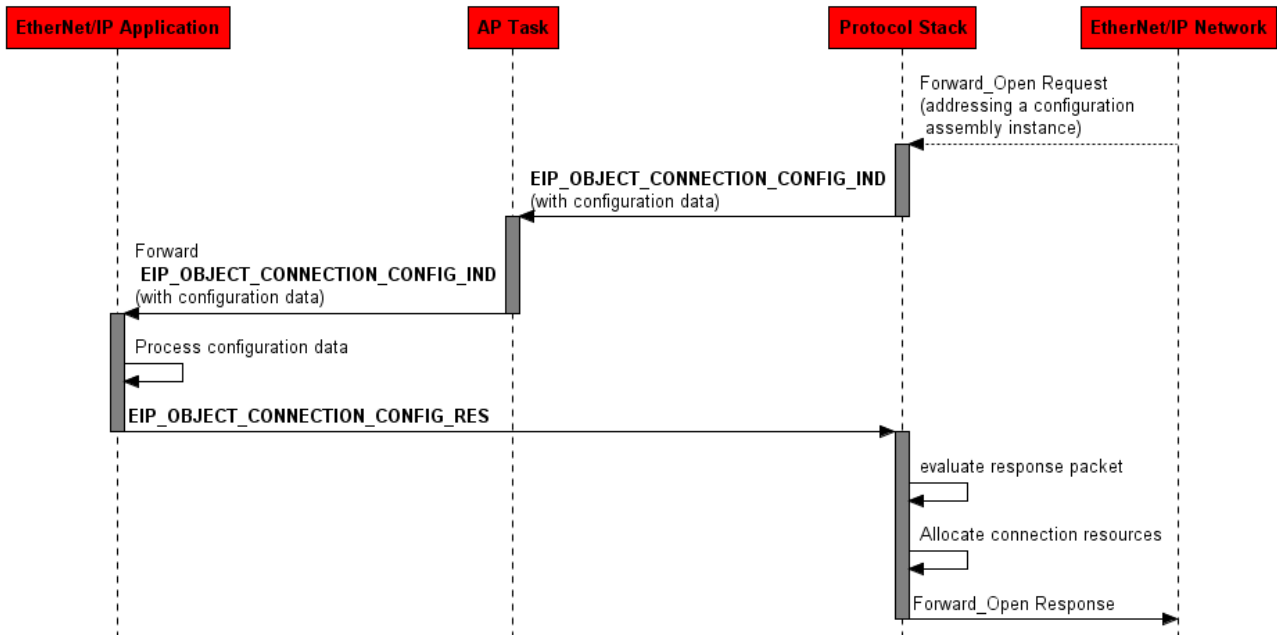 EtherNet/IP Application
AP Task
Protocol Stack
EtherNet/IP Network
Forward_Open Request
(addressing a configuration
assembly instance)
EIP_OBJECT_CONNECTION_CONFIG_IND
(with configuration data)
Forward
EIP_OBJECT_CONNECTION_CONFIG_IND
(with configuration data)
Process configuration data
EIP_OBJECT_CONNECTION_CONFIG_RES
evaluate response packet
Allocate connection resources
Forward_Open Response